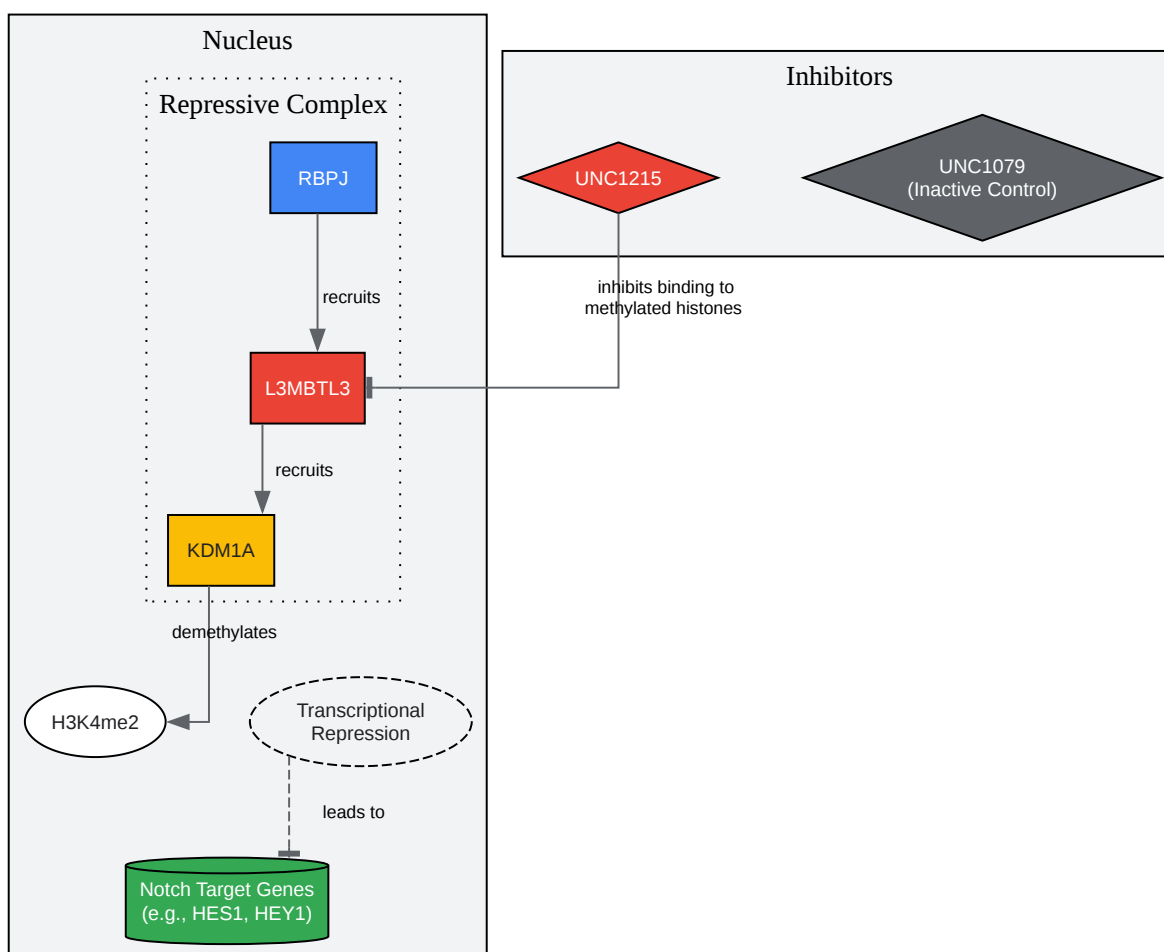 Nucleus
Repressive Complex
RBPJ
recruits
L3MBTL3
recruits
KDM1A
demethylates
H3K4me2
Transcriptional
Repression
leads to
Notch Target Genes
(e.g., HES1, HEY1)
Inhibitors
UNC1215
UNC1079
(Inactive Control)
inhibits binding to
methylated histones